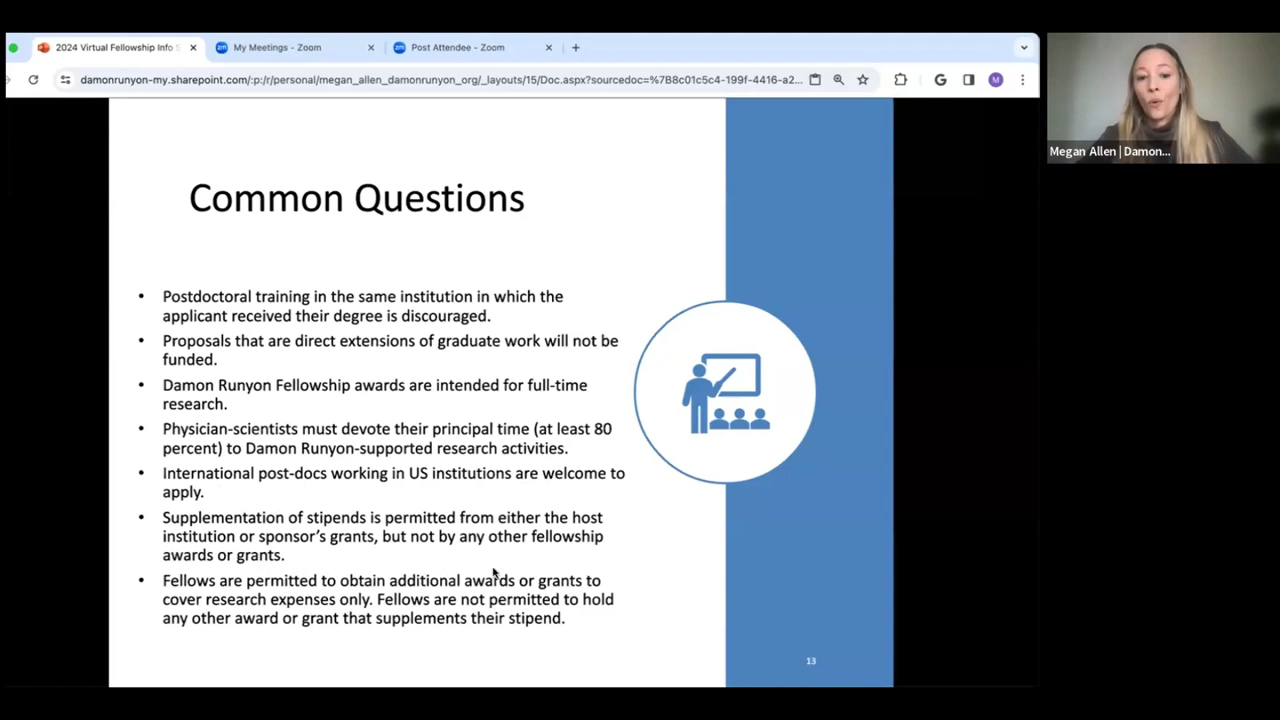 2024 Virtual Fellowship Info S
My Meetings - Zoom
Post Attendee - Zoom
damonrunyon-my.sharepoint.com/:p:/r/personal/megan_allen_damonrunyon_org/_layouts/15/Doc.aspx?sourcedoc=%7B8c01c5c4-199f-4416-a2...
G
M
Megan Allen | Damon...
Common Questions
• Postdoctoral training in the same institution in which the
applicant received their degree is discouraged.
• Proposals that are direct extensions of graduate work will not be
funded.
• Damon Runyon Fellowship awards are intended for full-time
research.
• Physician-scientists must devote their principal time (at least 80
percent) to Damon Runyon-supported research activities.
• International post-docs working in US institutions are welcome to
apply.
• Supplementation of stipends is permitted from either the host
institution or sponsor's grants, but not by any other fellowship
awards or grants.
• Fellows are permitted to obtain additional awards or grants to
cover research expenses only. Fellows are not permitted to hold
any other award or grant that supplements their stipend.
13